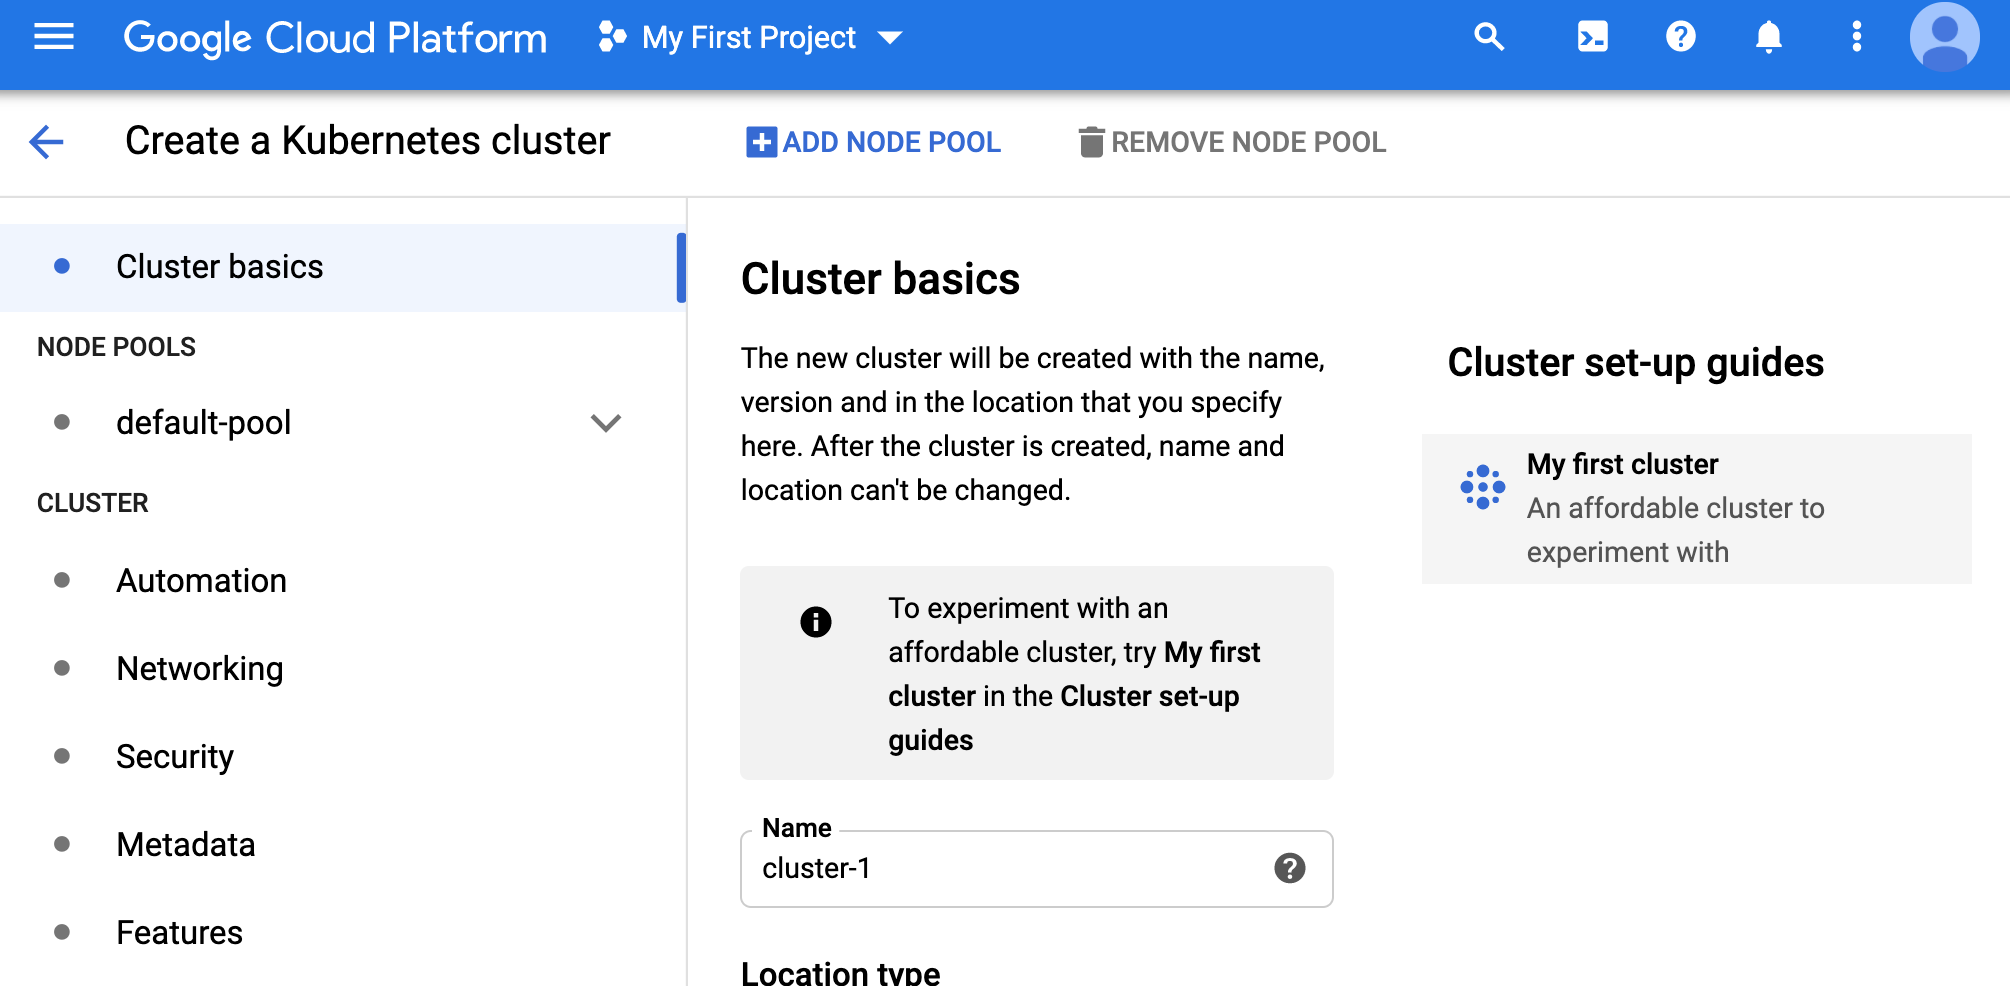 Google Cloud Platform
My First Project
Create a Kubernetes cluster
ADD NODE POOL
REMOVE NODE POOL
Cluster basics
NODE POOLS
default-pool
CLUSTER
Automation
Networking
Security
Metadata
Features
Cluster basics
The new cluster will be created with the name,
version and in the location that you specify
here. After the cluster is created, name and
location can't be changed.
To experiment with an
affordable cluster, try My first
cluster in the Cluster set-up
guides
Name
cluster-1
Location type
Cluster set-up guides
My first cluster
An affordable cluster to
experiment with